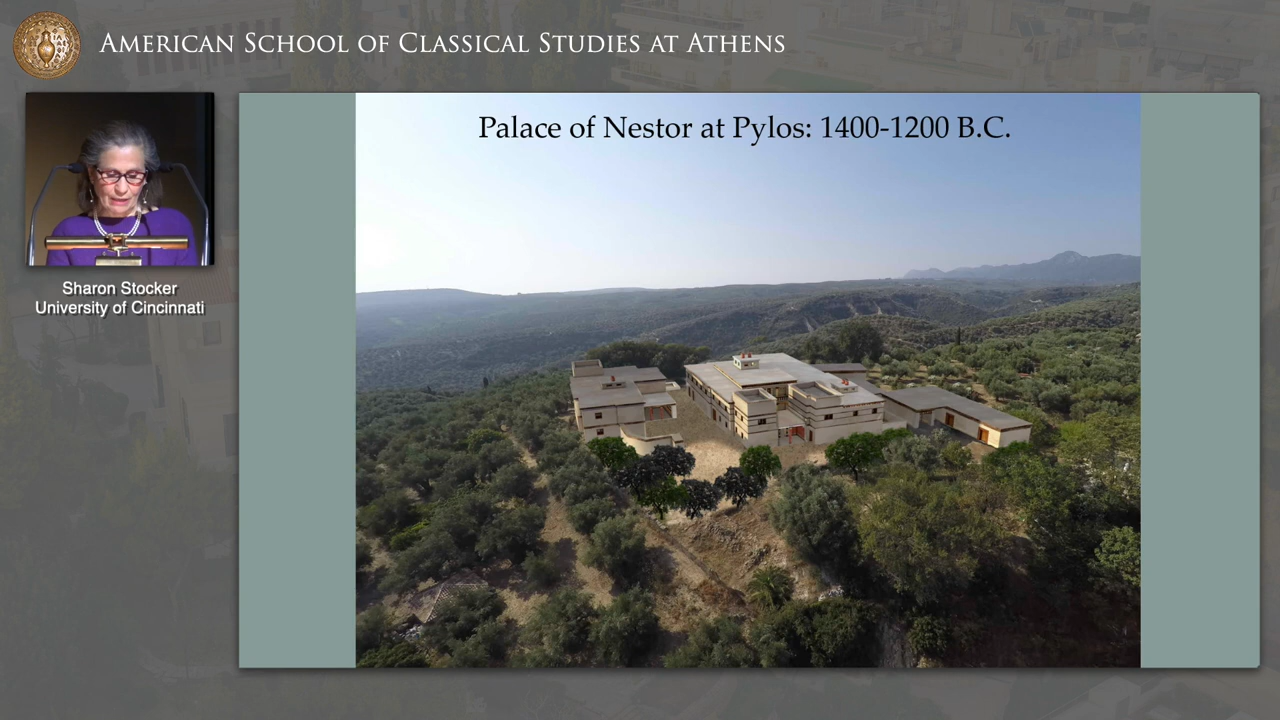 AMERICAN SCHOOL OF CLASSICAL STUDIES AT ATHENS
Palace of Nestor at Pylos: 1400-1200 B.C.
Sharon Stocker
University of Cincinnati